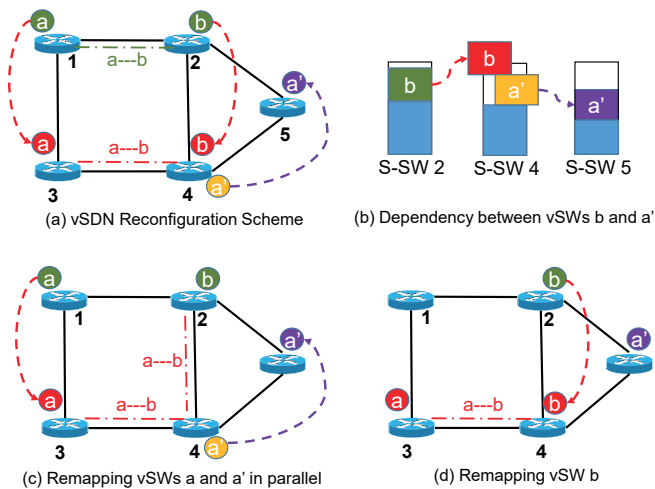 a
b
a---b
1
2
a'
5
a
a---b
b
3
4
a'
(a) vSDN Reconfiguration Scheme
b
b
a'
a'
S-SW 2
S-SW 4
S-SW 5
(b) Dependency between vSWs b and a'
a
b
1
2
a'
a---b
a
a---b
3
4
a'
(c) Remapping vSWs a and a' in parallel
b
1
2
a'
a
a---b
b
3
4
(d) Remapping vSW b